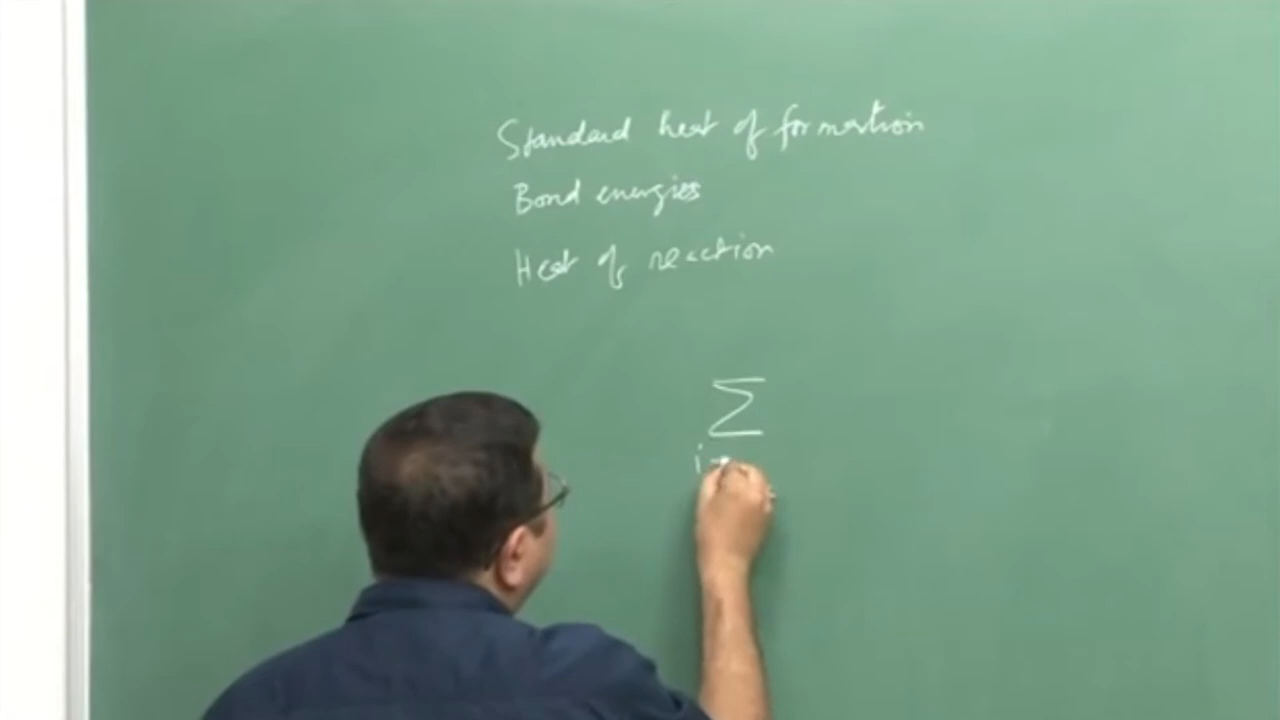 Standard heat of formation
Bond energies
Heat of reaction
Σ
i =